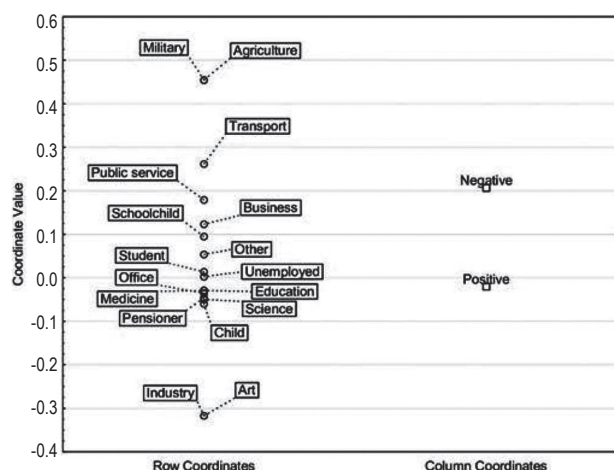 Coordinate Value
0.6
0.5
0.4
0.3
0.2
0.1
0.0
-0.1
-0.2
-0.3
-0.4
Military
Agriculture
Transport
Public service
Business
Schoolchild
Other
Student
Unemployed
Office
Education
Medicine
Science
Pensioner
Child
Industry
Art
Negative
Positive
Row Coordinates
Column Coordinates